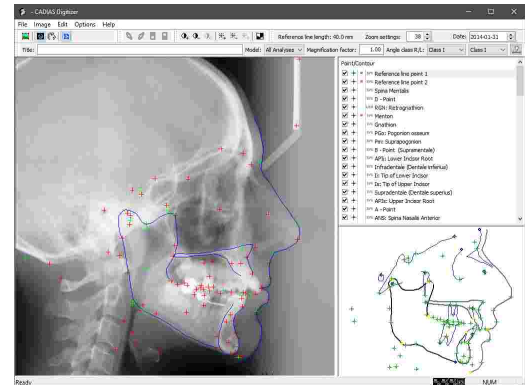 - CADIAS Digitizer
File Image Edit Options Help
Reference line length: 40.0 mm Zoom settings: 38 Date: 2014-01-31
Title: Model: All Analyses Magnification factor: 1.00 Angle class R/L: Class I Class I
Point/Contour
Reference line point 1
Reference line point 2
Spina Mentalis
D - Point
RGN: Retrognathion
Menton
Gnathion
PGo: Pogonion osseum
Pm: Suprapogonion
B - Point (Supramentale)
APIi: Lower Incisor Root
Infradentale (Dentale inferius)
Ii: Tip of Lower Incisor
Is: Tip of Upper Incisor
Supradentale (Dentale superius)
APIs: Upper Incisor Root
A - Point
ANS: Spina Nasalis Anterior
Ready NUM